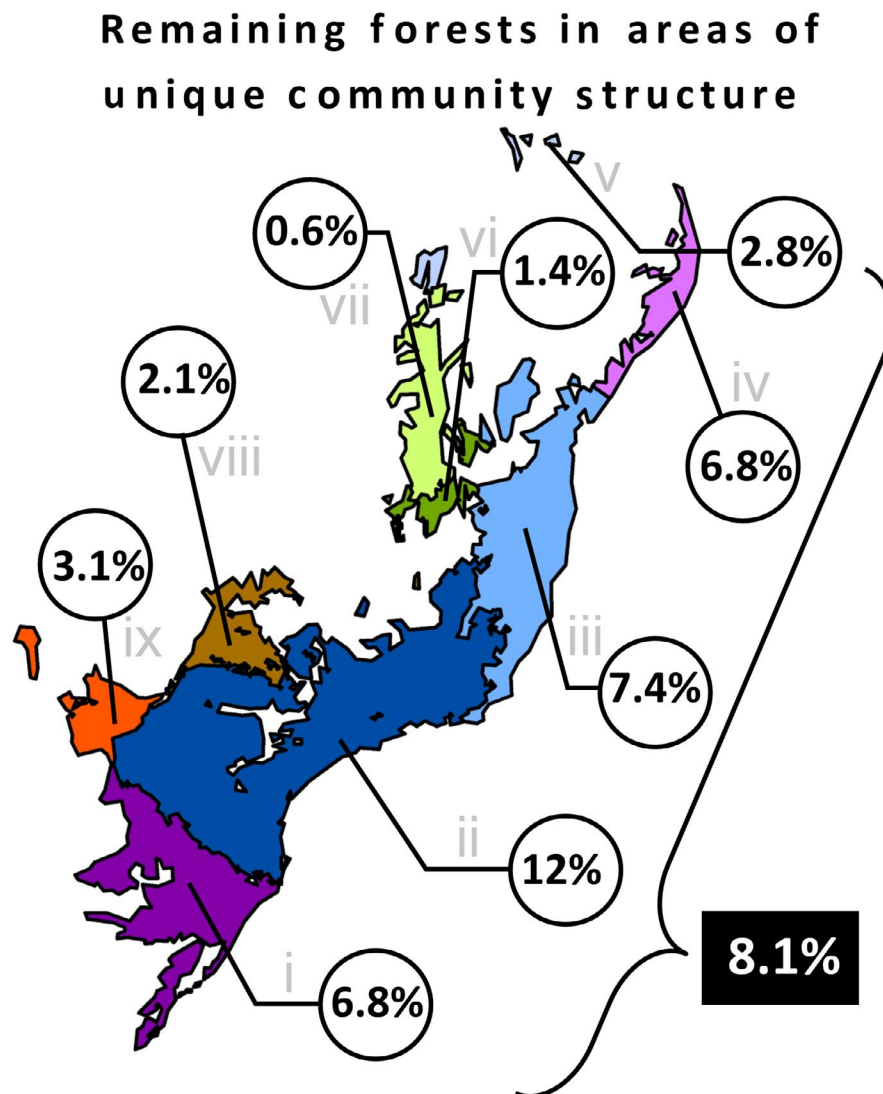 Remaining forests in areas of
unique community structure
v
0.6%
vi
2.8%
1.4%
vii
iv
2.1%
viii
6.8%
3.1%
ix
iii
7.4%
ii
12%
8.1%
i
6.8%